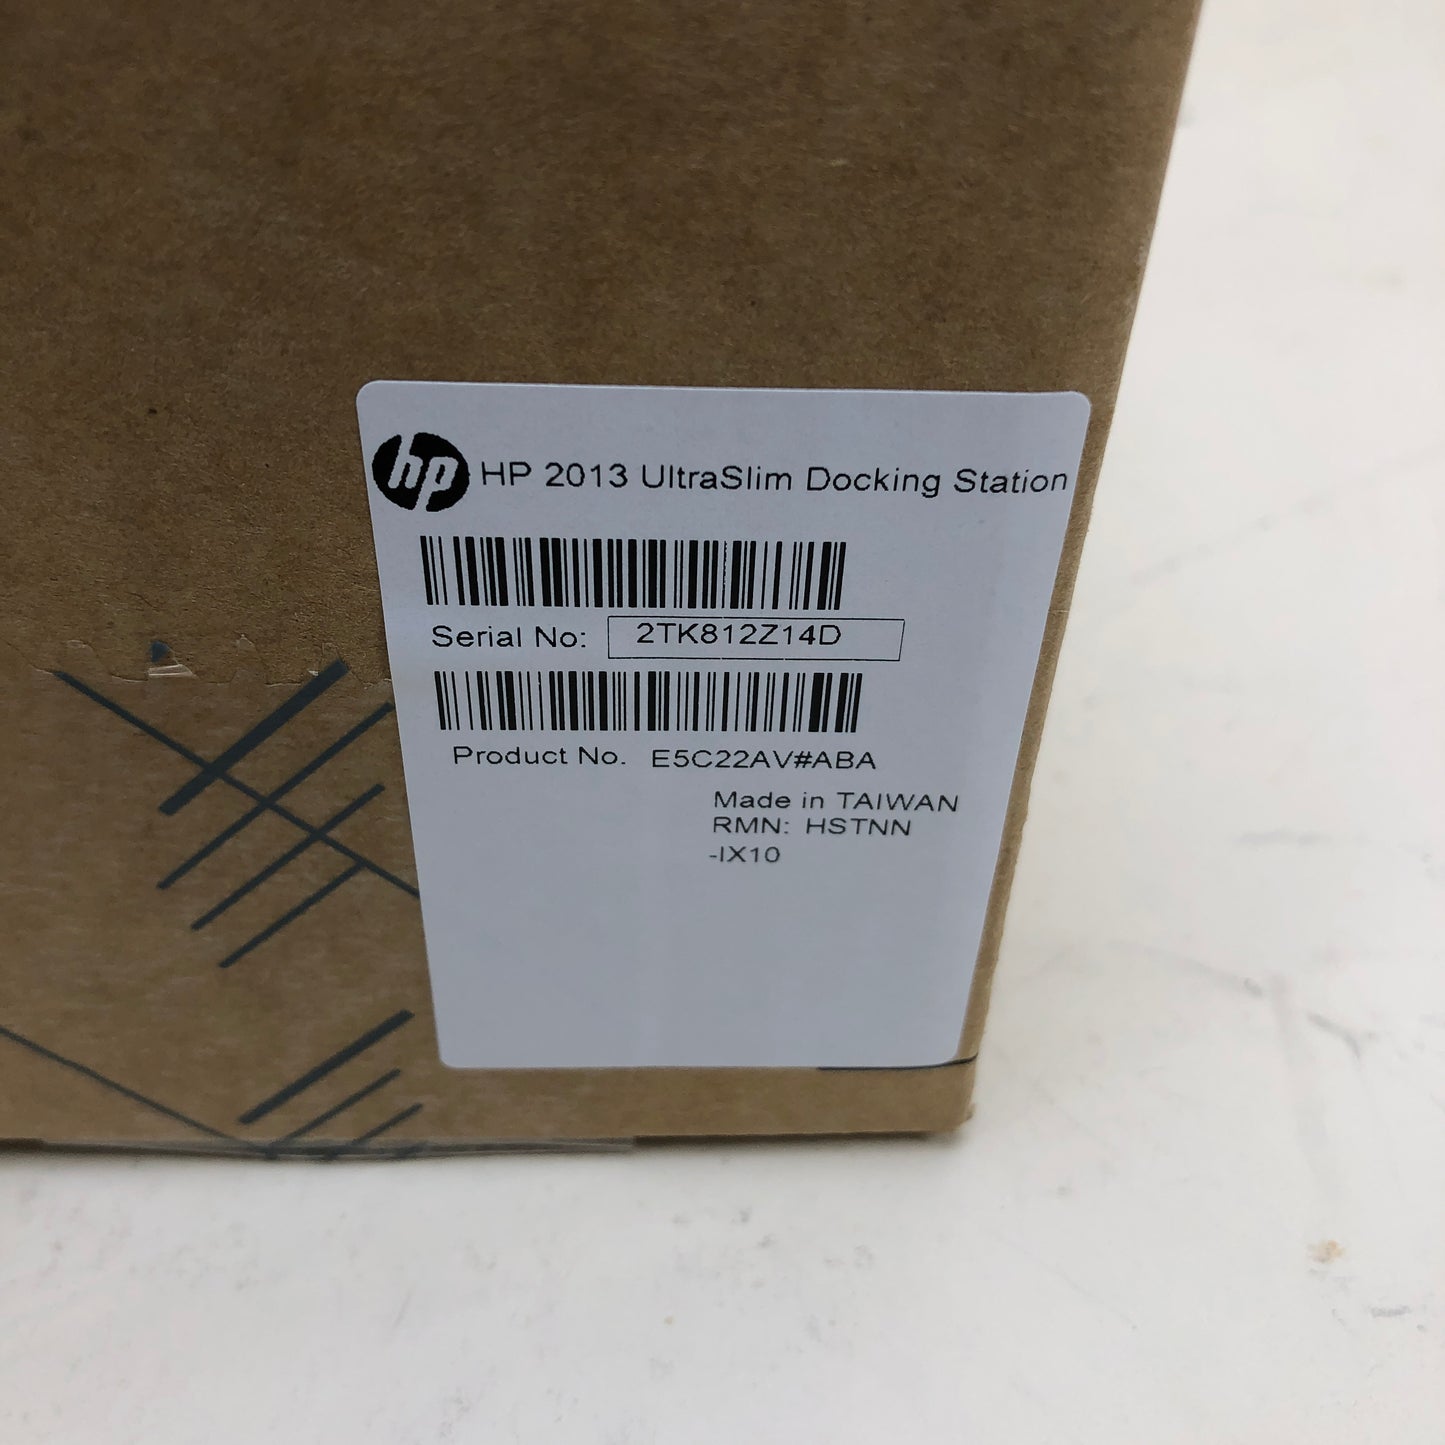 hp HP 2013 UltraSlim Docking Station
Serial No: 2TK812Z14D
Product No. E5C22AV#ABA
Made in TAIWAN
RMN: HSTNN
-IX10